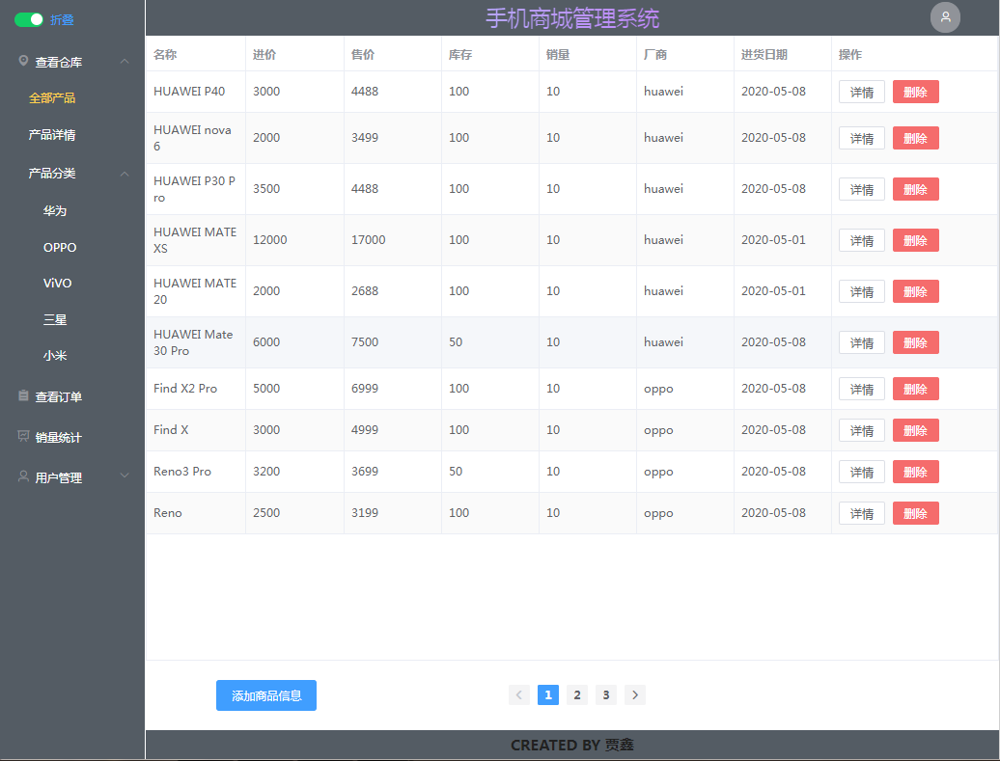 折叠
查看仓库
全部产品
产品详情
产品分类
华为
OPPO
ViVO
三星
小米
查看订单
销量统计
用户管理
手机商城管理系统
名称 进价 售价 库存 销量 厂商 进货日期 操作
HUAWEI P40 3000 4488 100 10 huawei 2020-05-08 详情 删除
HUAWEI nova
6 2000 3499 100 10 huawei 2020-05-08 详情 删除
HUAWEI P30 P
ro 3500 4488 100 10 huawei 2020-05-08 详情 删除
HUAWEI MATE
XS 12000 17000 100 10 huawei 2020-05-01 详情 删除
HUAWEI MATE
20 2000 2688 100 10 huawei 2020-05-01 详情 删除
HUAWEI Mate
30 Pro 6000 7500 50 10 huawei 2020-05-08 详情 删除
Find X2 Pro 5000 6999 100 10 oppo 2020-05-08 详情 删除
Find X 3000 4999 100 10 oppo 2020-05-08 详情 删除
Reno3 Pro 3200 3699 50 10 oppo 2020-05-08 详情 删除
Reno 2500 3199 100 10 oppo 2020-05-08 详情 删除
添加商品信息 1 2 3
CREATED BY 贾鑫